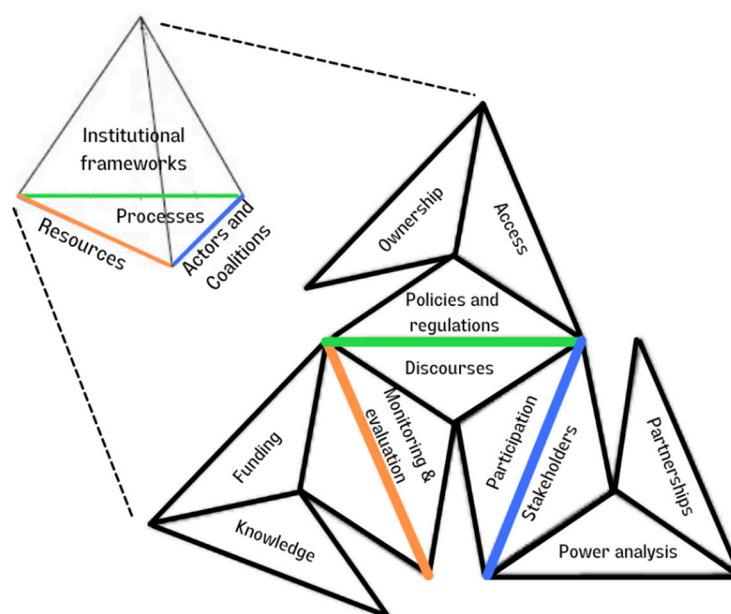 Institutional
frameworks
Processes
Resources
Actors and
Coalitions
Ownership
Access
Policies and
regulations
Discourses
Monitoring &
evaluation
Participation
Stakeholders
Funding
Knowledge
Partnerships
Power analysis